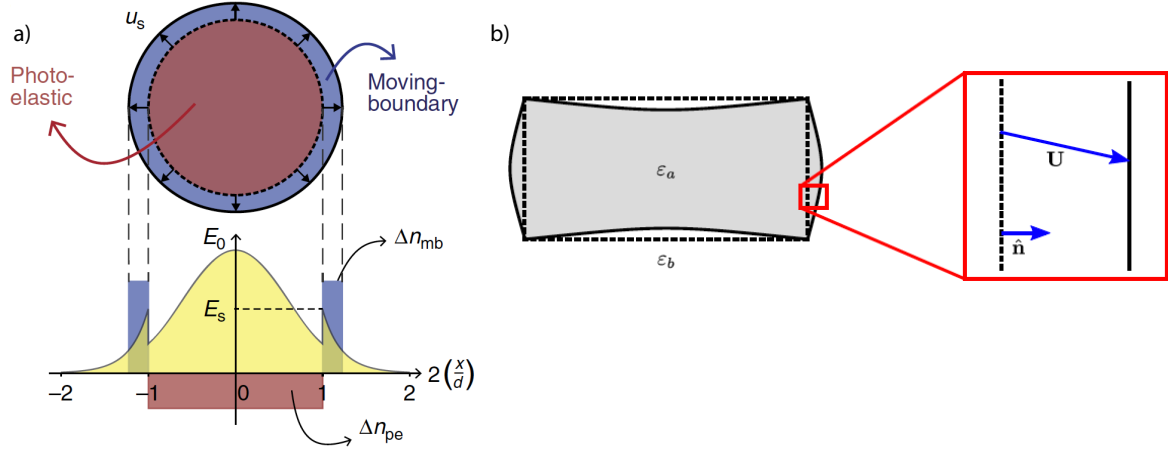 a)
u_s
Photo-
elastic
Moving-
boundary
E_0
Δn_mb
E_s
2(x/d)
−2
−1
0
1
2
Δn_pe
b)
ε_a
ε_b
U
n̂